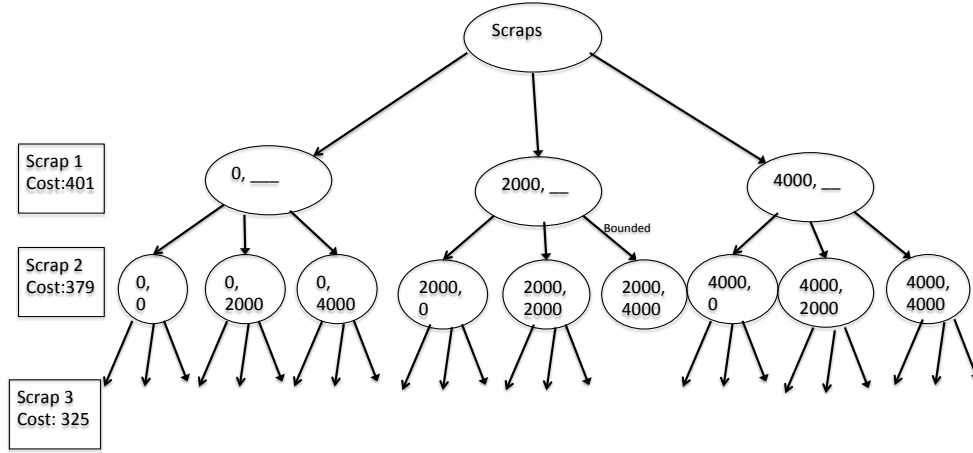 Scraps
Scrap 1
Cost:401
0, ___
2000, __
4000, __
Bounded
Scrap 2
Cost:379
0,
0
0,
2000
0,
4000
2000,
0
2000,
2000
2000,
4000
4000,
0
4000,
2000
4000,
4000
Scrap 3
Cost: 325